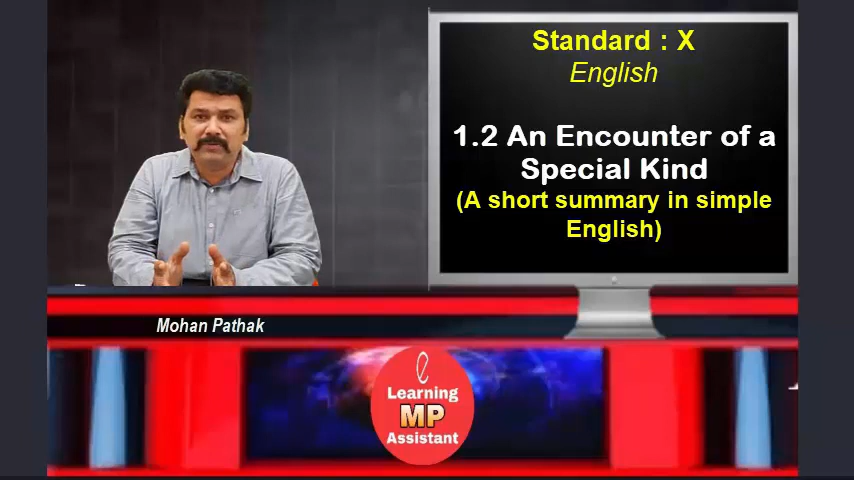 Standard : X
English
1.2 An Encounter of a
Special Kind
(A short summary in simple
English)
Mohan Pathak
e
Learning
MP
Assistant